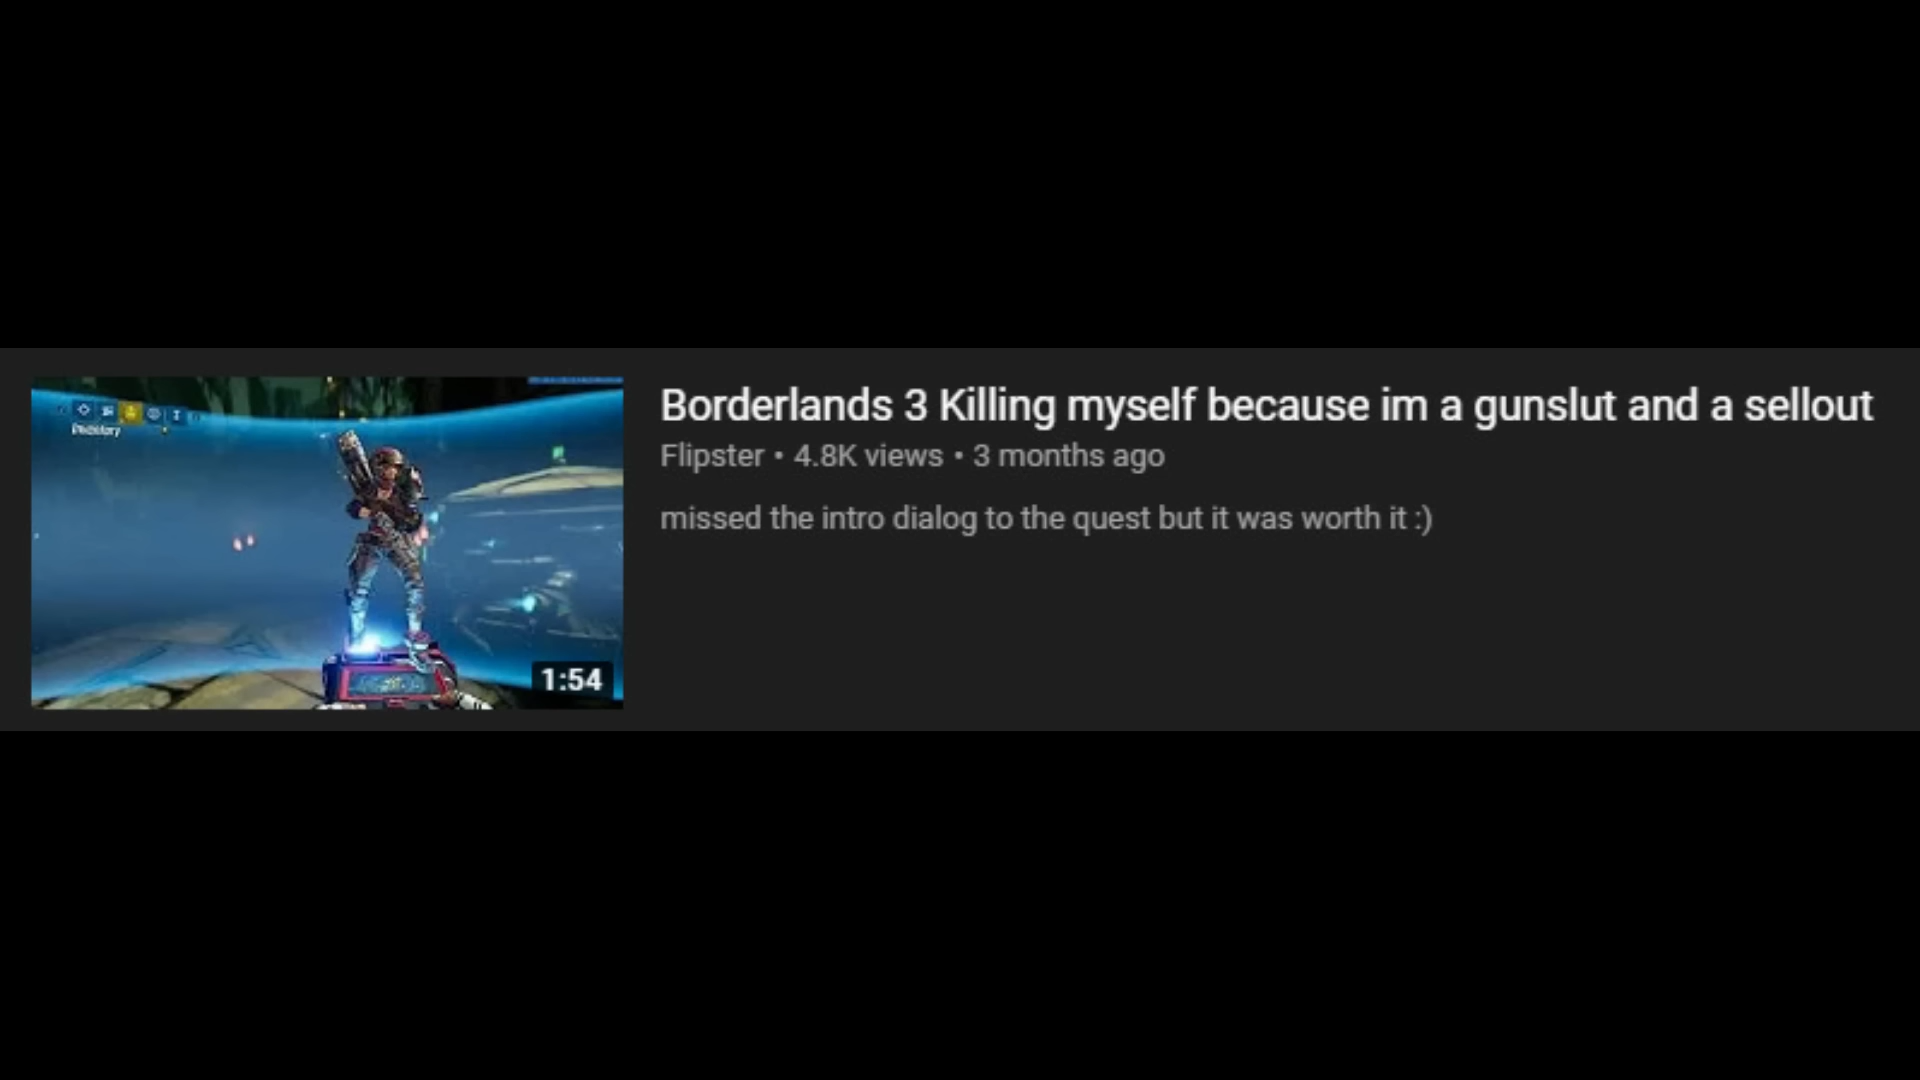 Inventory
Borderlands 3 Killing myself because im a gunslut and a sellout
Flipster • 4.8K views • 3 months ago
missed the intro dialog to the quest but it was worth it :)
1:54